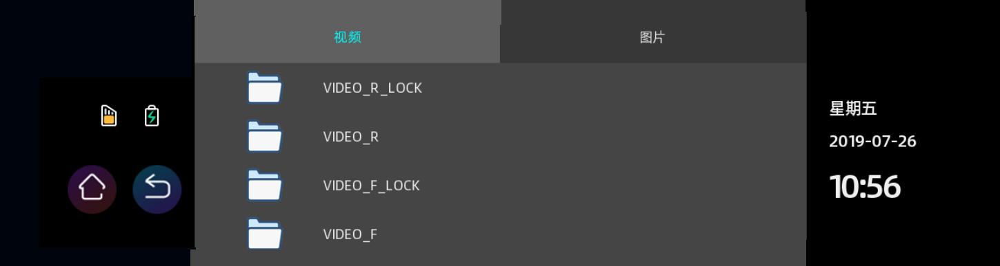 视频
图片
VIDEO_R_LOCK
VIDEO_R
VIDEO_F_LOCK
VIDEO_F
星期五
2019-07-26
10:56